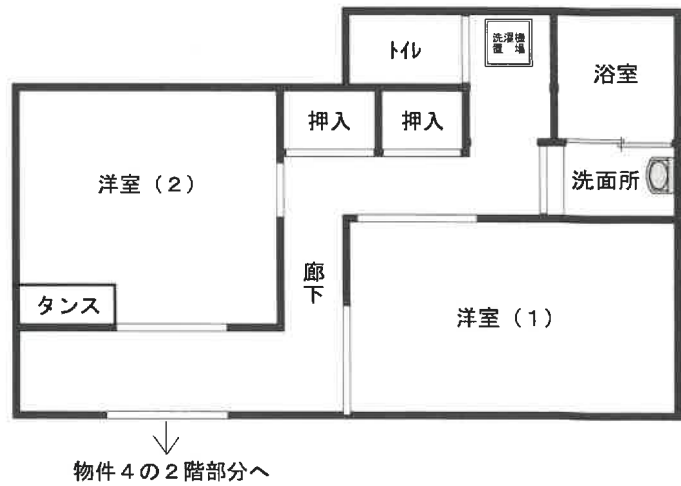 トイレ
洗濯機
置場
浴室
押入
押入
洋室（２）
洗面所
廊下
タンス
洋室（１）
物件４の２階部分へ